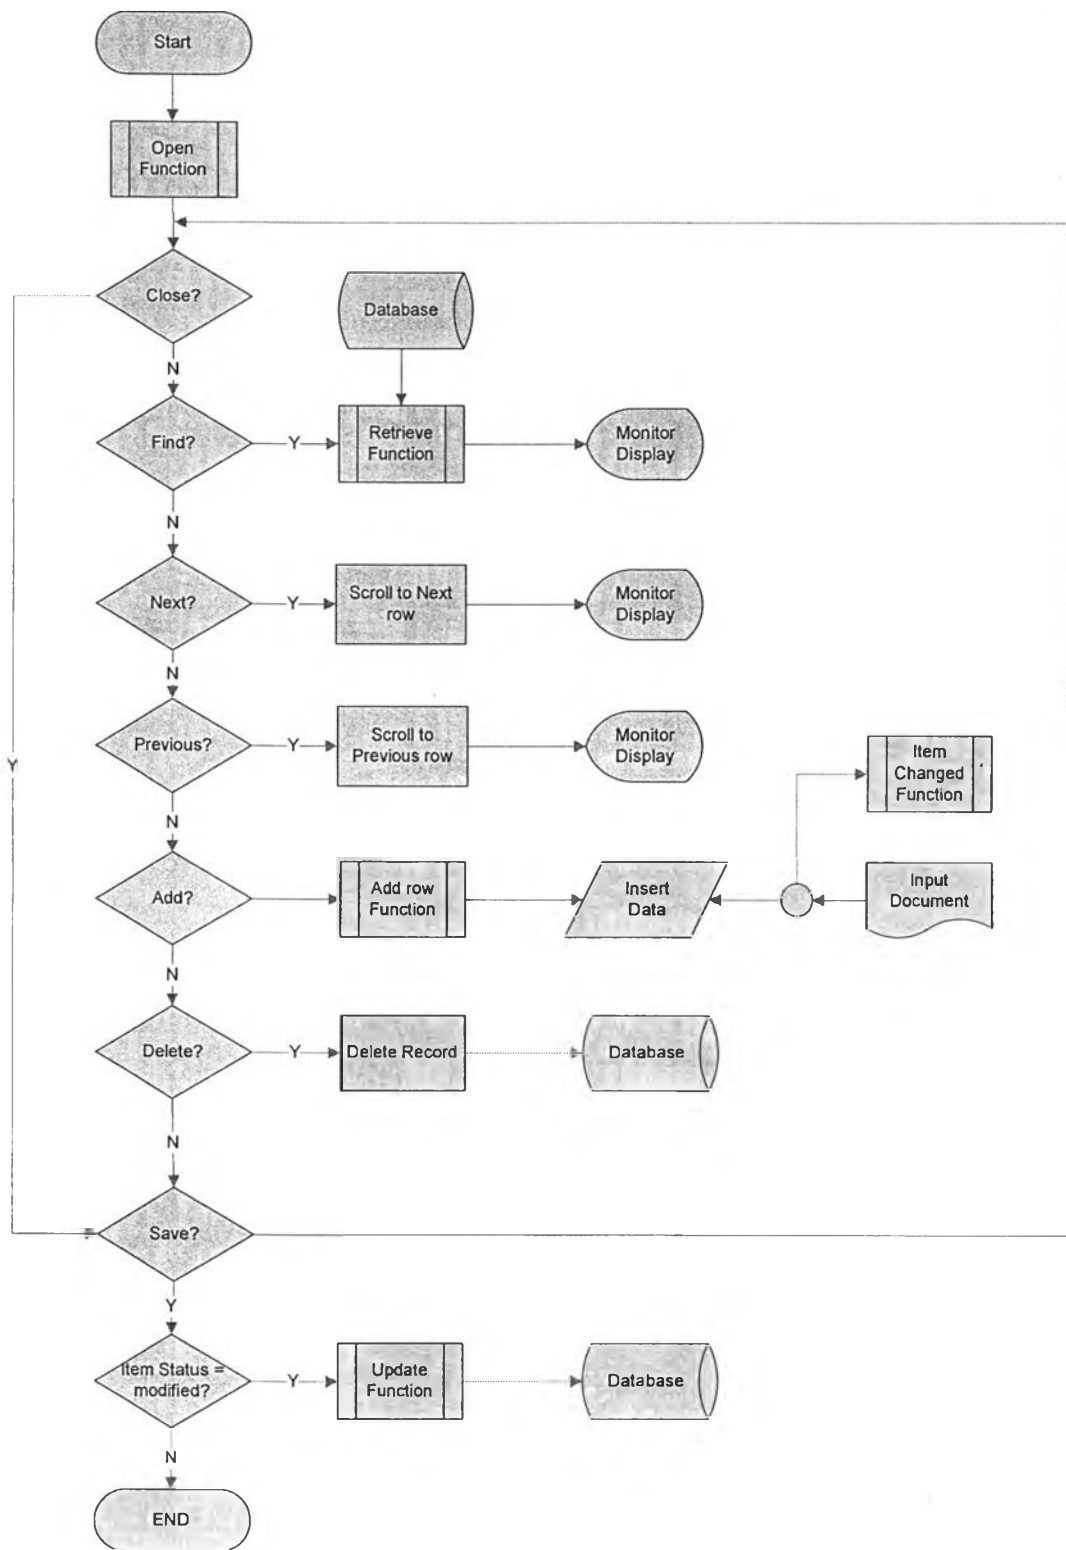 Start
Open
Function
Close?
Database
N
Find?
Y
Retrieve
Function
Monitor
Display
N
Next?
Y
Scroll to Next
row
Monitor
Display
N
Previous?
Y
Scroll to
Previous row
Monitor
Display
Item
Changed
Function
Y
N
Add?
Add row
Function
Insert
Data
Input
Document
N
Delete?
Y
Delete Record
Database
N
Save?
Y
Item Status =
modified?
Y
Update
Function
Database
N
END